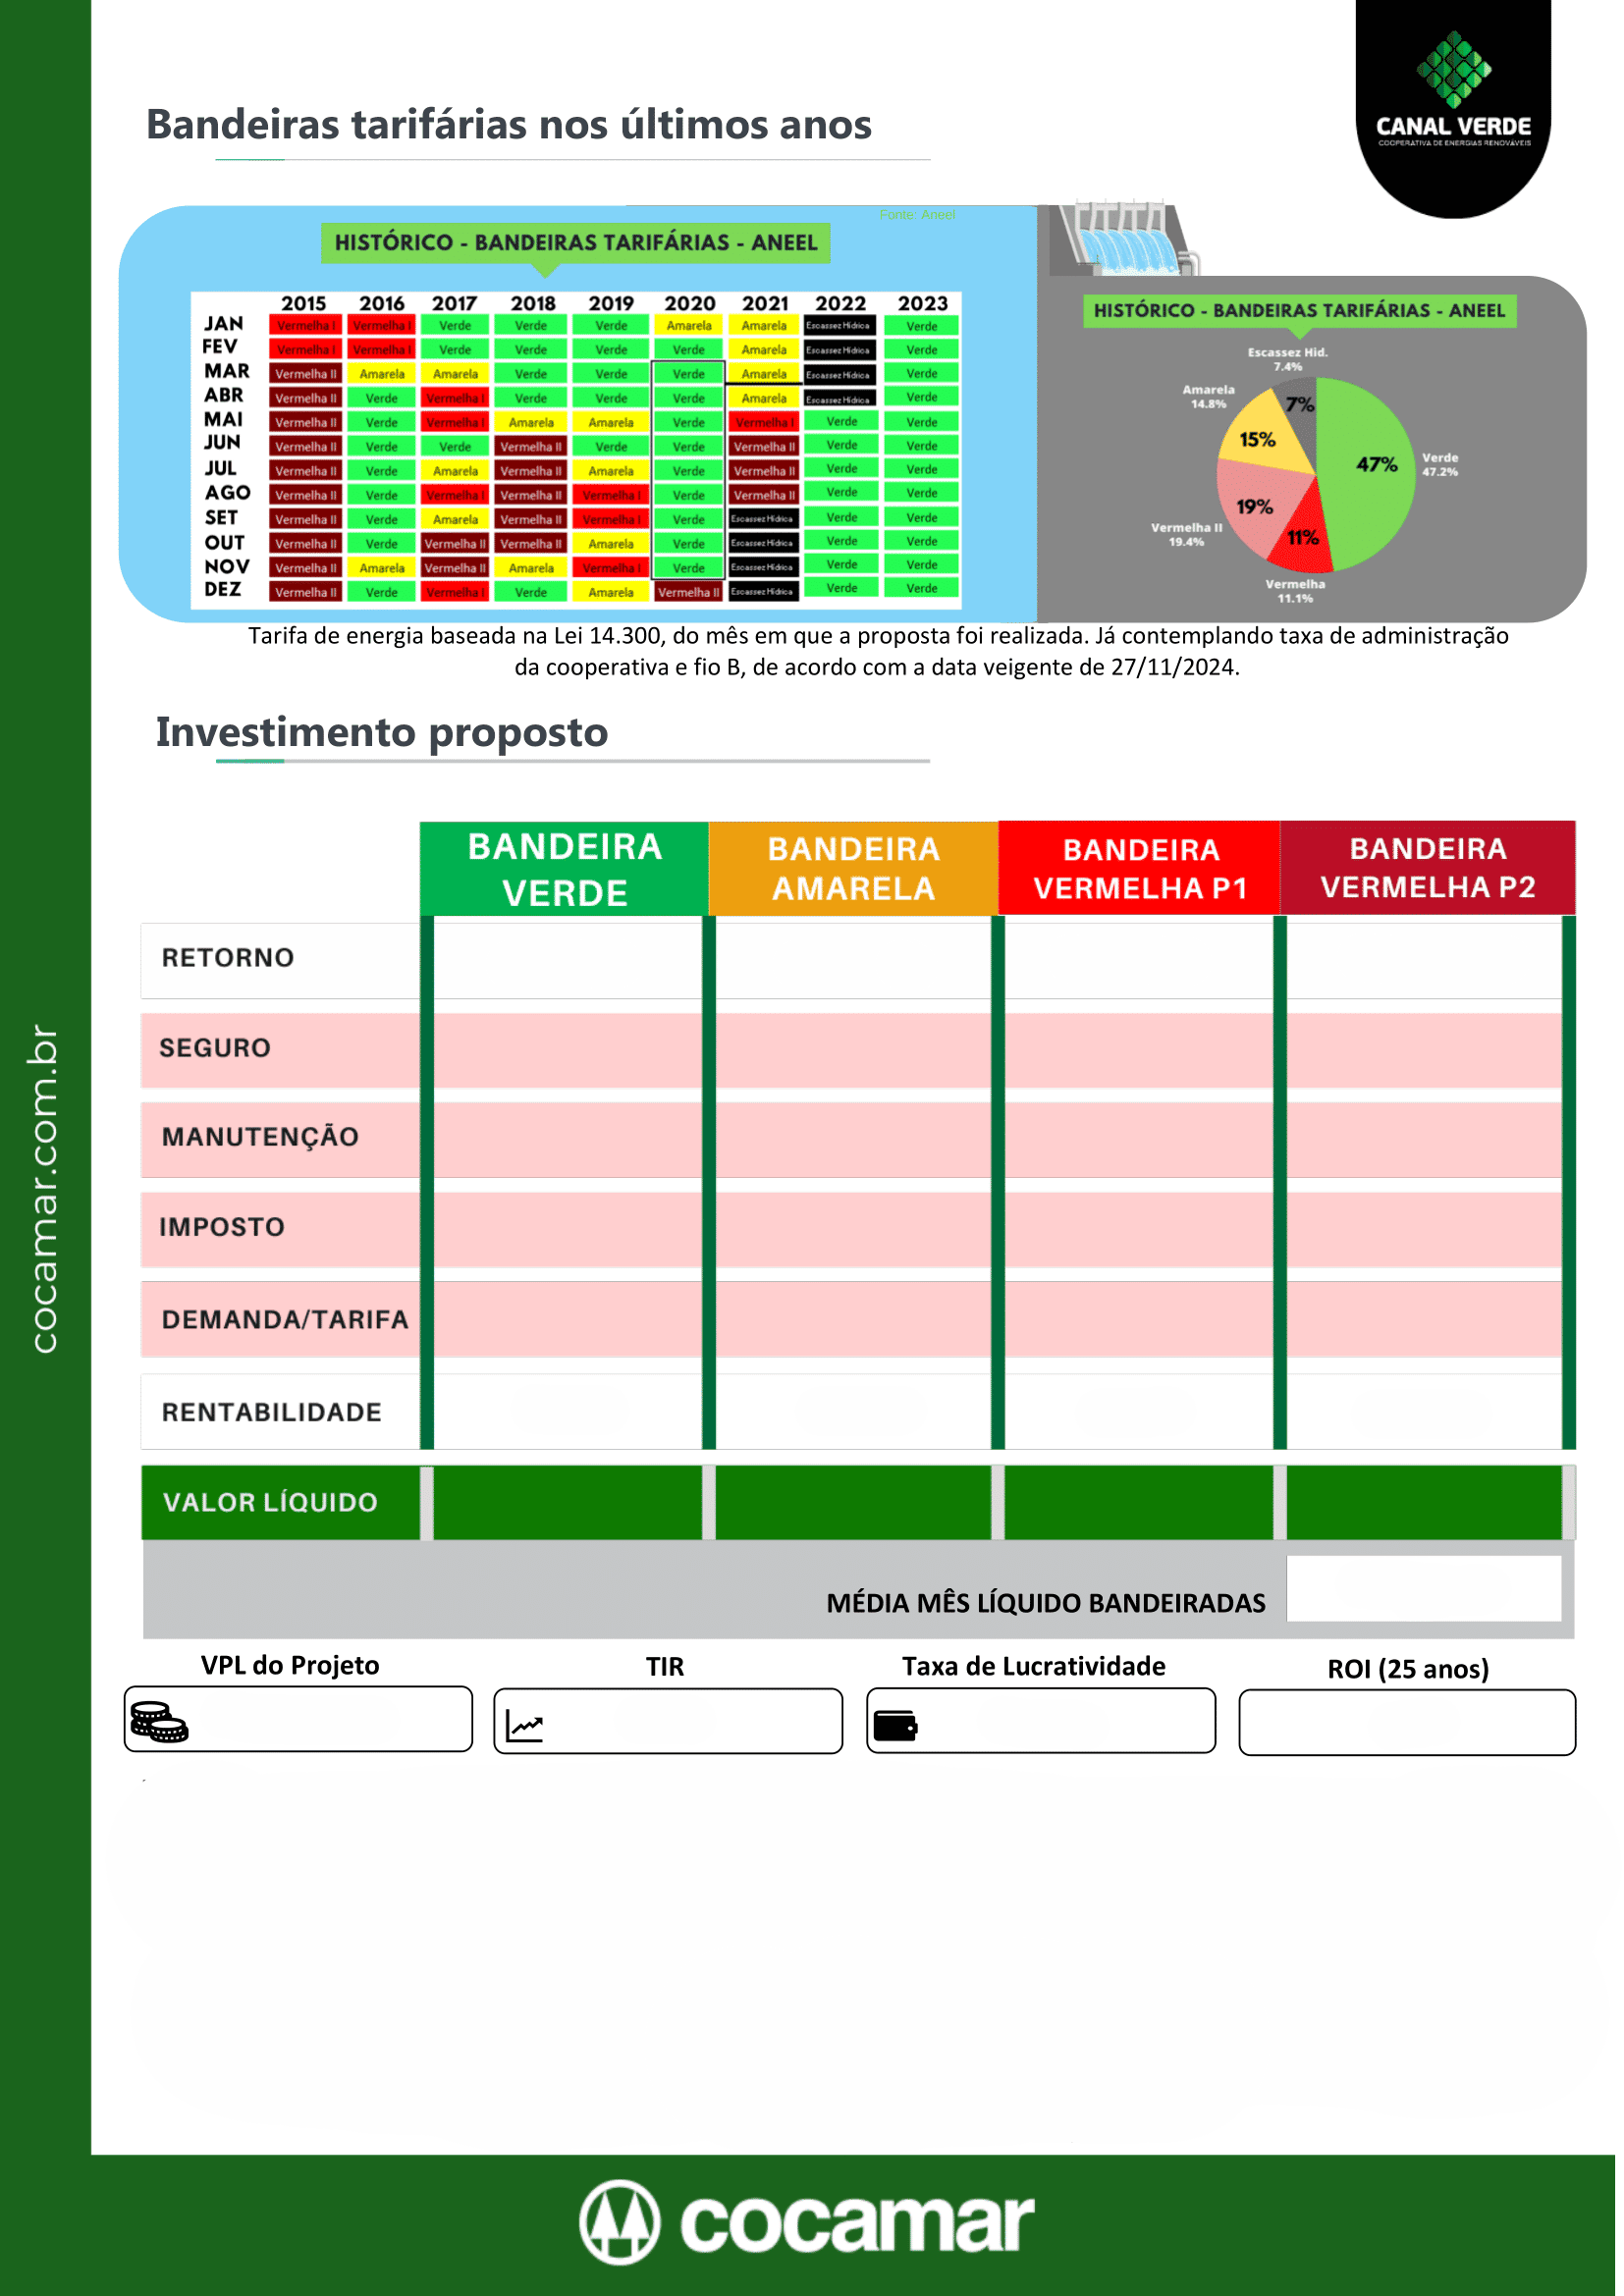 Bandeiras tarifárias nos últimos anos
CANAL VERDE
COOPERATIVA DE ENERGIAS RENOVÁVEIS
Fonte: Aneel
HISTÓRICO - BANDEIRAS TARIFÁRIAS - ANEEL
2015 2016 2017 2018 2019 2020 2021 2022 2023
JAN Vermelha I Vermelha I Verde Verde Verde Amarela Amarela Escassez Hídrica Verde
FEV Vermelha I Vermelha I Verde Verde Verde Verde Amarela Escassez Hídrica Verde
MAR Vermelha II Amarela Amarela Verde Verde Verde Amarela Escassez Hídrica Verde
ABR Vermelha II Verde Vermelha I Verde Verde Verde Amarela Escassez Hídrica Verde
MAI Vermelha II Verde Vermelha I Amarela Amarela Verde Vermelha I Verde Verde
JUN Vermelha II Verde Verde Vermelha II Verde Verde Vermelha II Verde Verde
JUL Vermelha II Verde Amarela Vermelha II Amarela Verde Vermelha II Verde Verde
AGO Vermelha II Verde Vermelha I Vermelha II Vermelha I Verde Vermelha II Verde Verde
SET Vermelha II Verde Amarela Vermelha II Vermelha I Verde Escassez Hídrica Verde Verde
OUT Vermelha II Verde Vermelha II Vermelha II Amarela Verde Escassez Hídrica Verde Verde
NOV Vermelha II Amarela Vermelha II Amarela Vermelha I Verde Escassez Hídrica Verde Verde
DEZ Vermelha II Verde Vermelha I Verde Amarela Vermelha II Escassez Hídrica Verde Verde
HISTÓRICO - BANDEIRAS TARIFÁRIAS - ANEEL
Escassez Hid.
7.4%
Amarela
14.8%
7%
15%
47%
Verde
47.2%
19%
Vermelha II
19.4%
11%
Vermelha
11.1%
Tarifa de energia baseada na Lei 14.300, do mês em que a proposta foi realizada. Já contemplando taxa de administração
da cooperativa e fio B, de acordo com a data veigente de 27/11/2024.
Investimento proposto
BANDEIRA VERDE
BANDEIRA AMARELA
BANDEIRA VERMELHA P1
BANDEIRA VERMELHA P2
RETORNO
SEGURO
MANUTENÇÃO
IMPOSTO
DEMANDA/TARIFA
RENTABILIDADE
VALOR LÍQUIDO
MÉDIA MÊS LÍQUIDO BANDEIRADAS
VPL do Projeto TIR Taxa de Lucratividade ROI (25 anos)
cocamar.com.br
cocamar